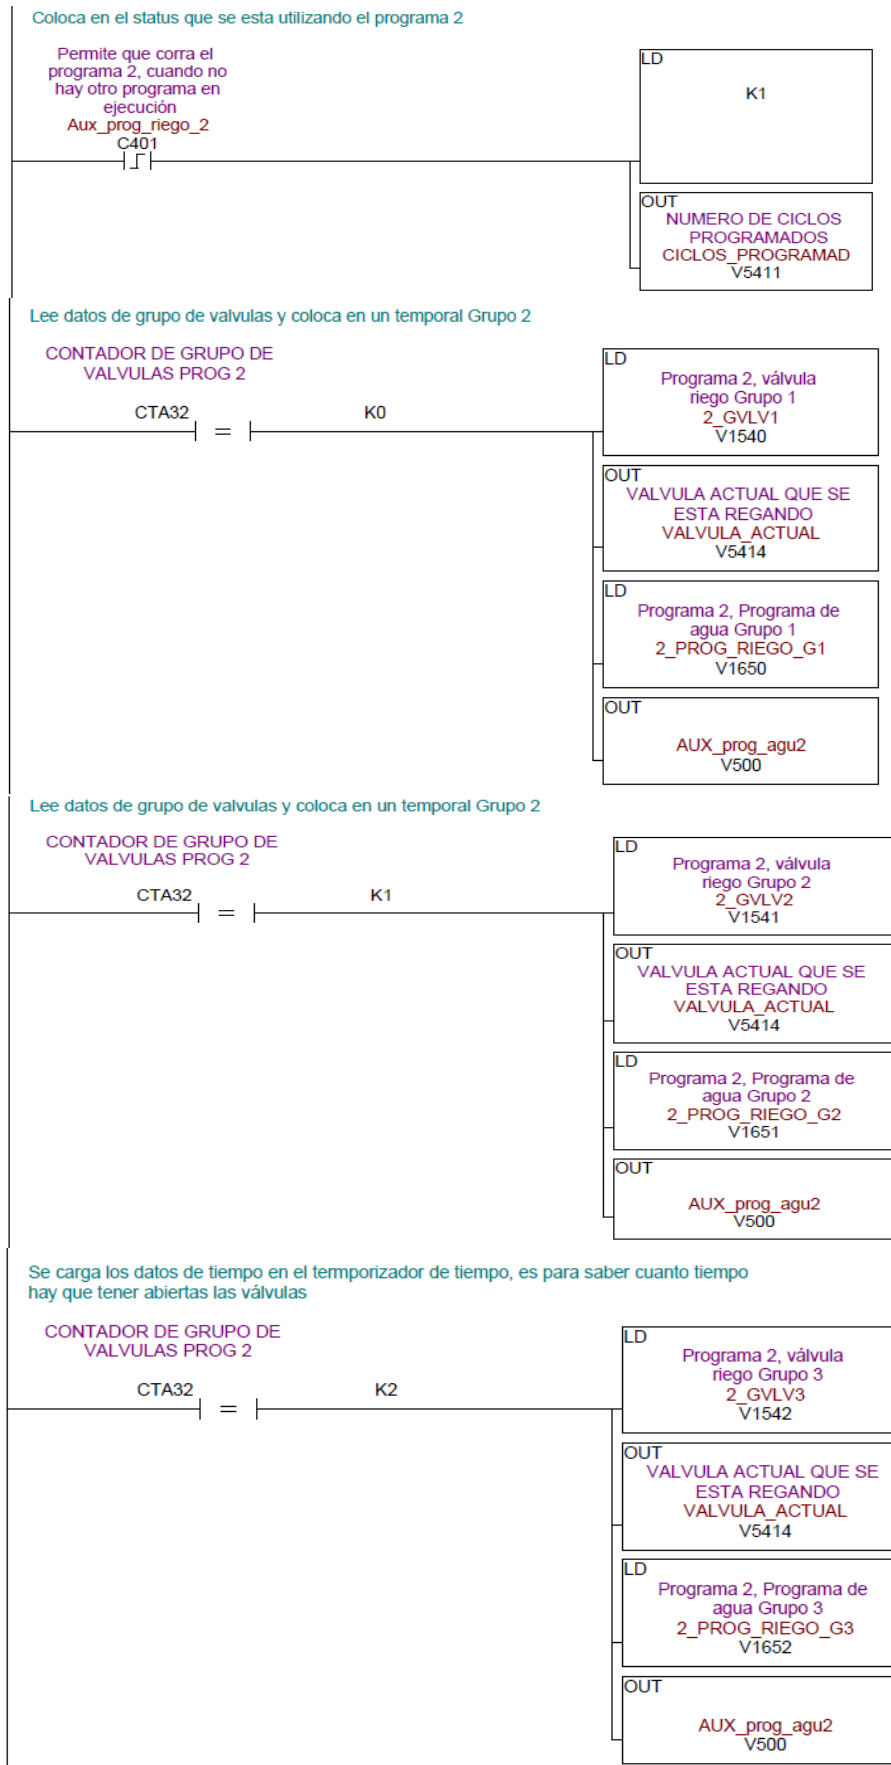 Coloca en el status que se esta utilizando el programa 2
Permite que corra el
programa 2, cuando no
hay otro programa en
ejecución
Aux_prog_riego_2
C401
LD
K1
OUT
NUMERO DE CICLOS
PROGRAMADOS
CICLOS_PROGRAMAD
V5411
Lee datos de grupo de valvulas y coloca en un temporal Grupo 2
CONTADOR DE GRUPO DE
VALVULAS PROG 2
CTA32
=
K0
LD
Programa 2, válvula
riego Grupo 1
2_GVLV1
V1540
OUT
VALVULA ACTUAL QUE SE
ESTA REGANDO
VALVULA_ACTUAL
V5414
LD
Programa 2, Programa de
agua Grupo 1
2_PROG_RIEGO_G1
V1650
OUT
AUX_prog_agu2
V500
Lee datos de grupo de valvulas y coloca en un temporal Grupo 2
CONTADOR DE GRUPO DE
VALVULAS PROG 2
CTA32
=
K1
LD
Programa 2, válvula
riego Grupo 2
2_GVLV2
V1541
OUT
VALVULA ACTUAL QUE SE
ESTA REGANDO
VALVULA_ACTUAL
V5414
LD
Programa 2, Programa de
agua Grupo 2
2_PROG_RIEGO_G2
V1651
OUT
AUX_prog_agu2
V500
Se carga los datos de tiempo en el termporizador de tiempo, es para saber cuanto tiempo
hay que tener abiertas las válvulas
CONTADOR DE GRUPO DE
VALVULAS PROG 2
CTA32
=
K2
LD
Programa 2, válvula
riego Grupo 3
2_GVLV3
V1542
OUT
VALVULA ACTUAL QUE SE
ESTA REGANDO
VALVULA_ACTUAL
V5414
LD
Programa 2, Programa de
agua Grupo 3
2_PROG_RIEGO_G3
V1652
OUT
AUX_prog_agu2
V500